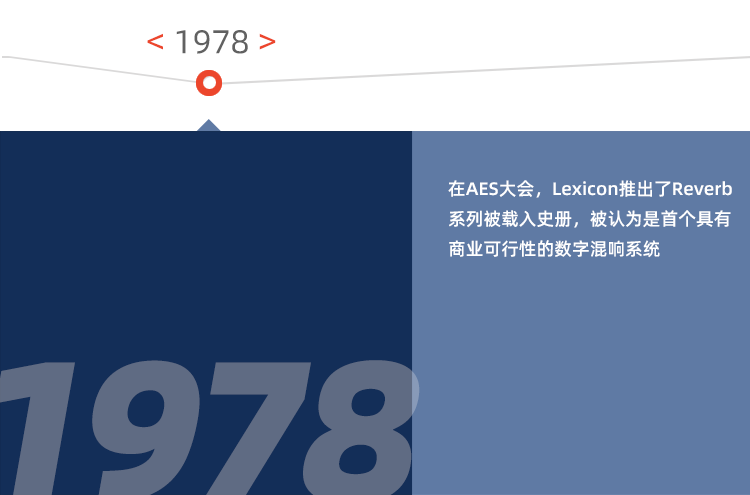 < 1978 >
在AES大会，Lexicon推出了Reverb
系列被载入史册，被认为是首个具有
商业可行性的数字混响系统
1978